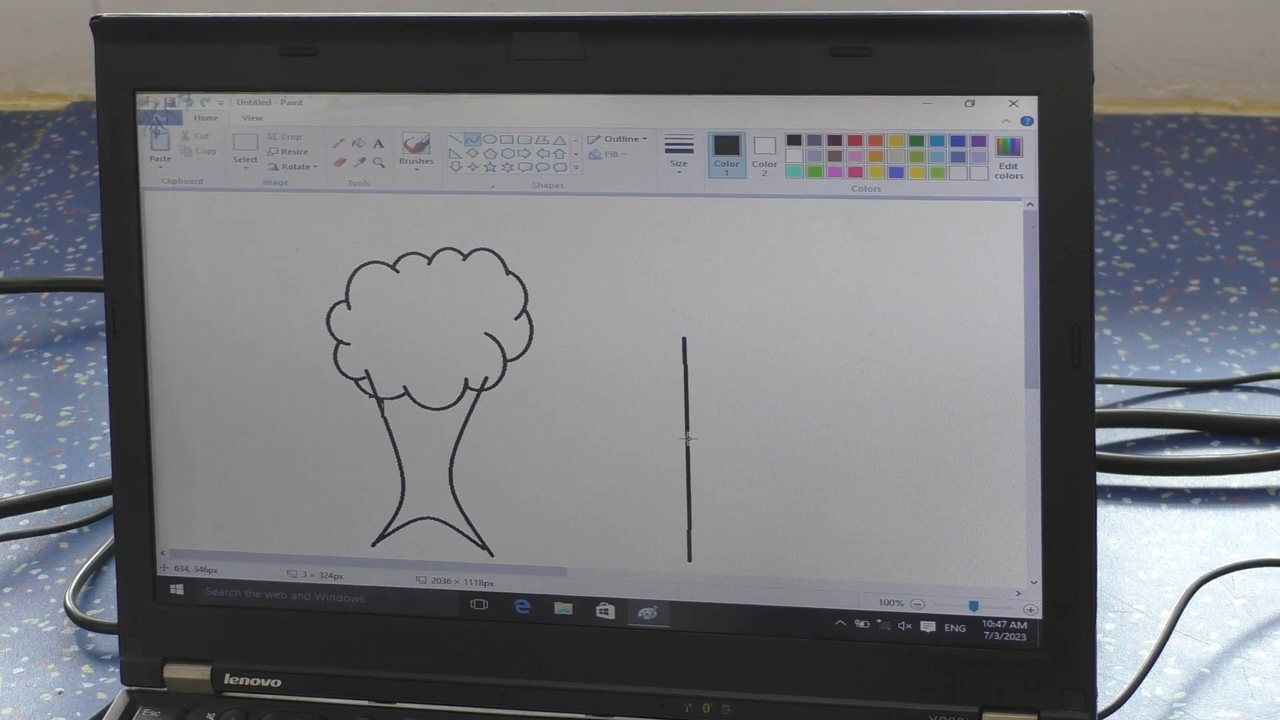 Untitled - Paint
Home View
Paste
Cut
Copy
Clipboard
Select
Crop
Resize
Rotate
Image
Tools
Brushes
Shapes
Outline
Fill
Size
Color 1
Color 2
Edit colors
Colors
634, 346px
3 × 324px
2036 × 1118px
100%
Search the web and Windows
ENG
10:47 AM
7/3/2023
lenovo
Esc